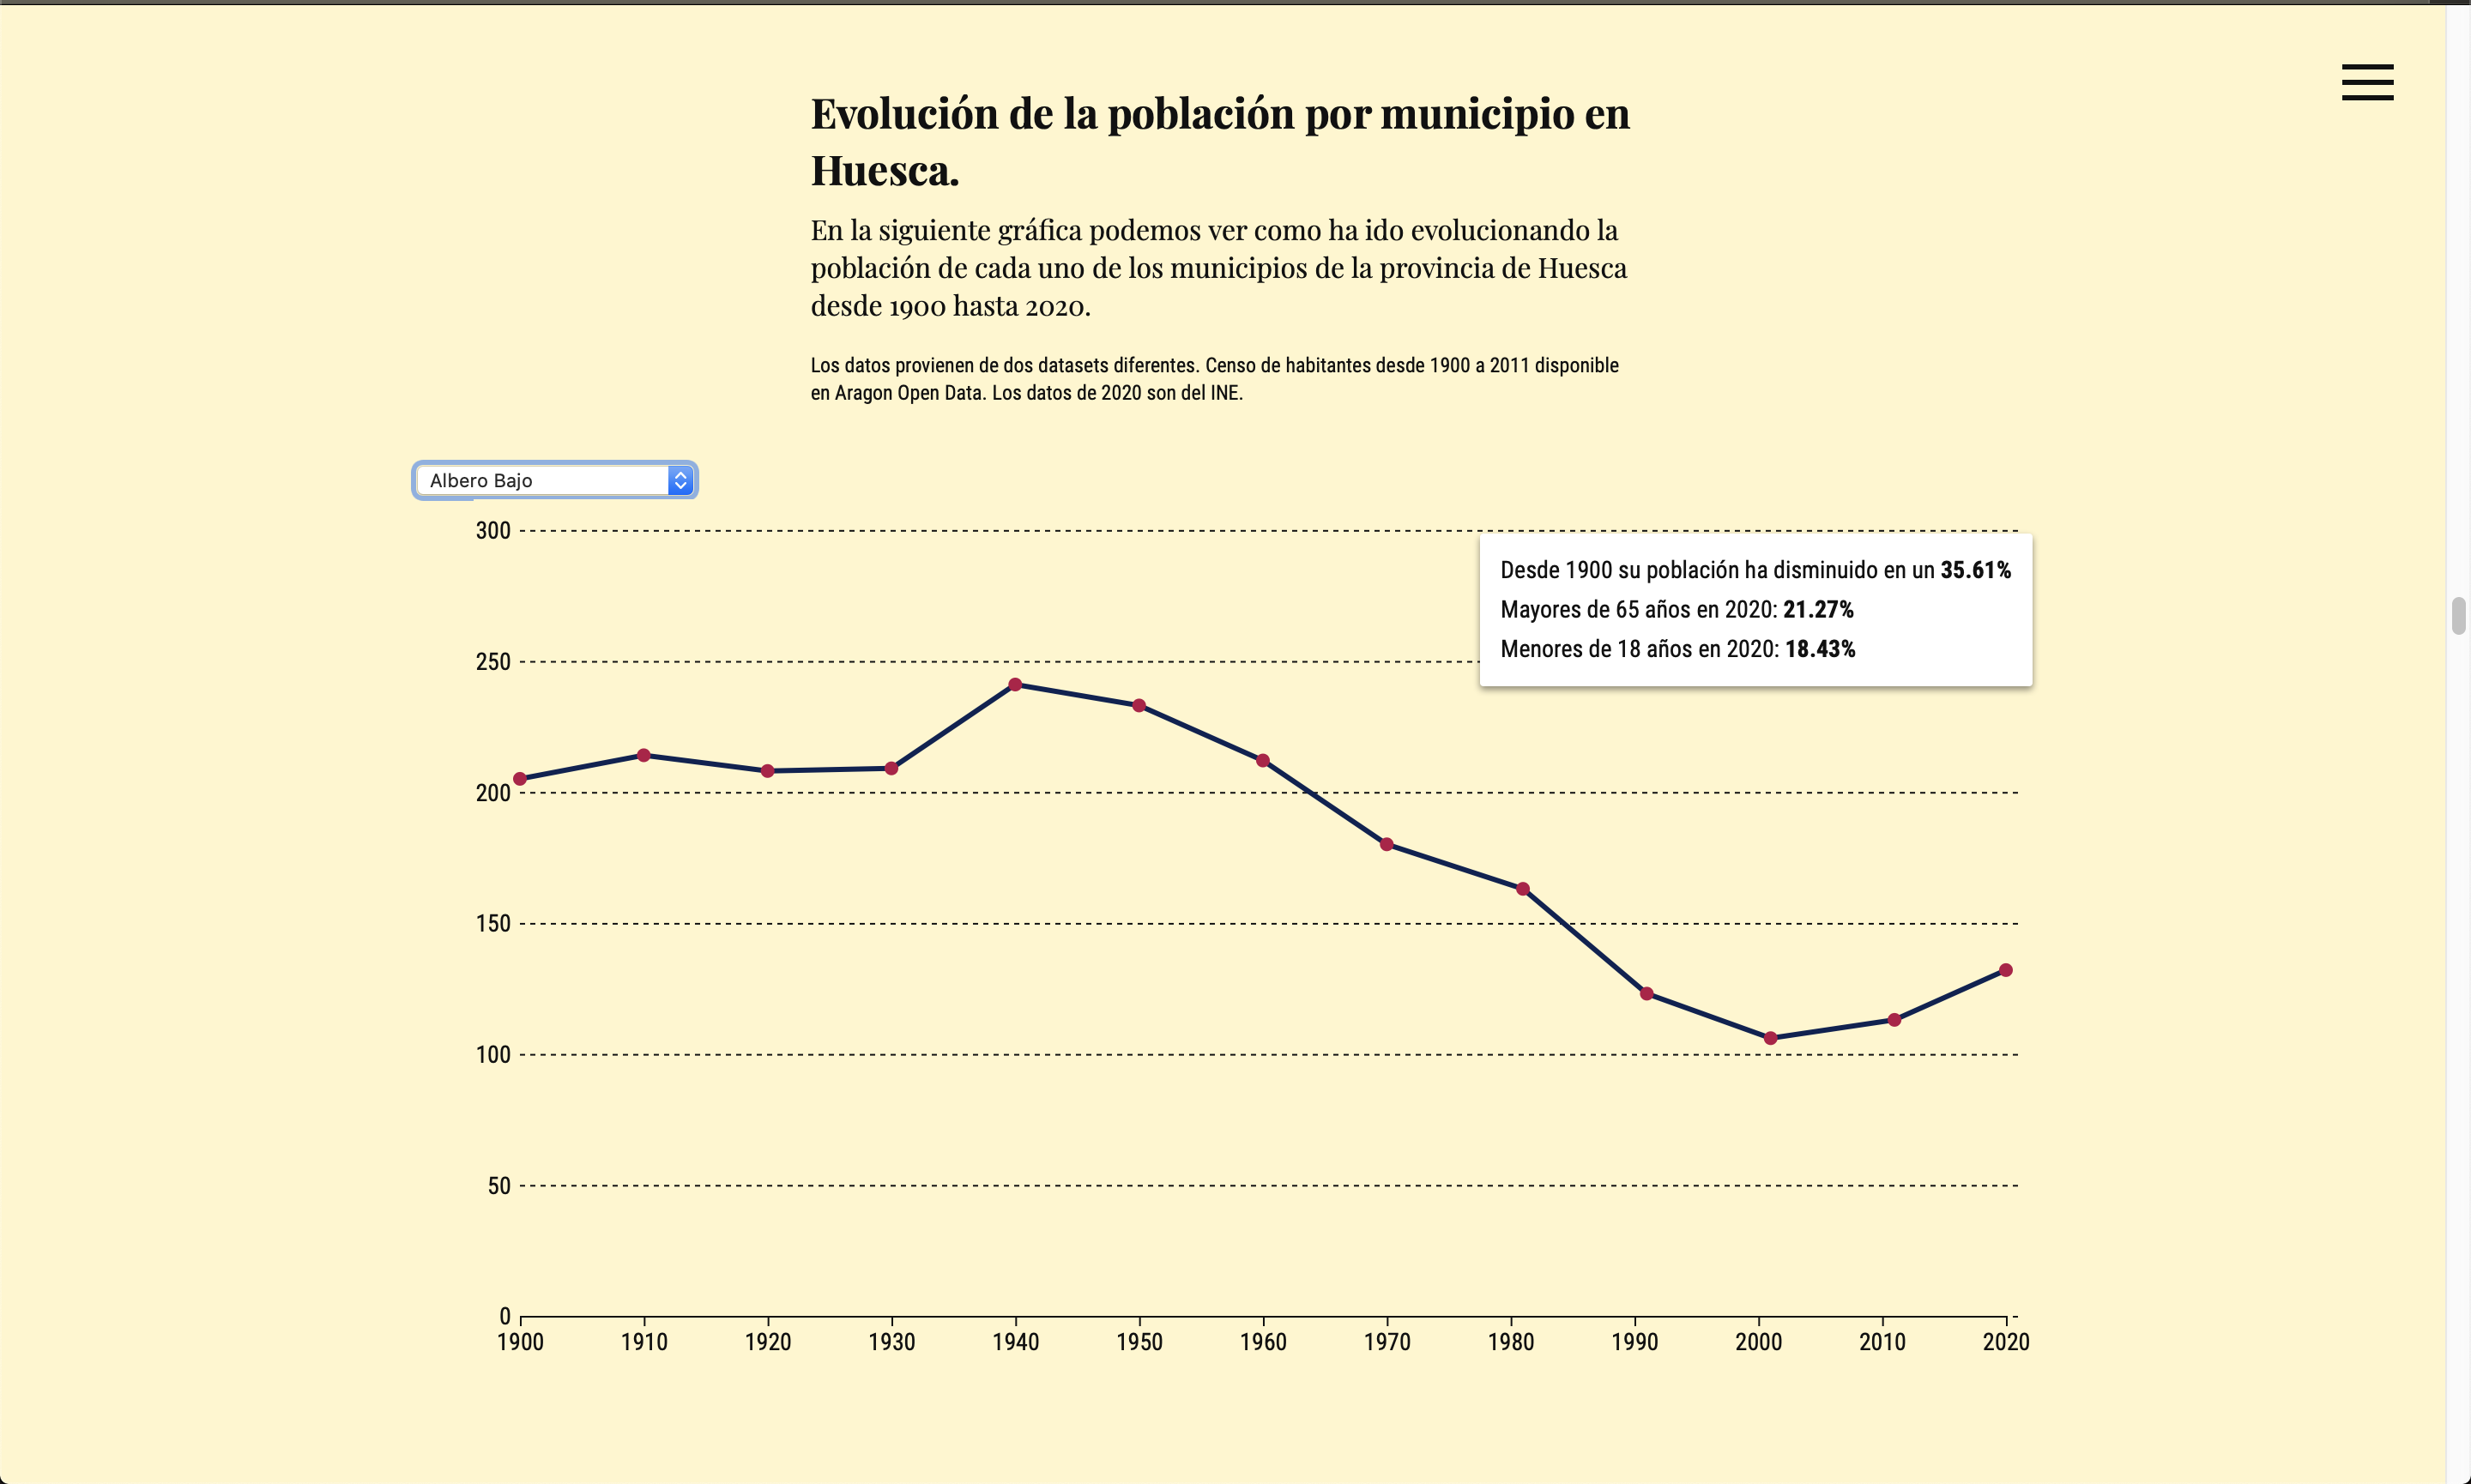 Evolución de la población por municipio en
Huesca.
En la siguiente gráfica podemos ver como ha ido evolucionando la
población de cada uno de los municipios de la provincia de Huesca
desde 1900 hasta 2020.
Los datos provienen de dos datasets diferentes. Censo de habitantes desde 1900 a 2011 disponible
en Aragon Open Data. Los datos de 2020 son del INE.
Albero Bajo
300
Desde 1900 su población ha disminuido en un 35.61%
Mayores de 65 años en 2020: 21.27%
Menores de 18 años en 2020: 18.43%
250
200
150
100
50
0
1900 1910 1920 1930 1940 1950 1960 1970 1980 1990 2000 2010 2020